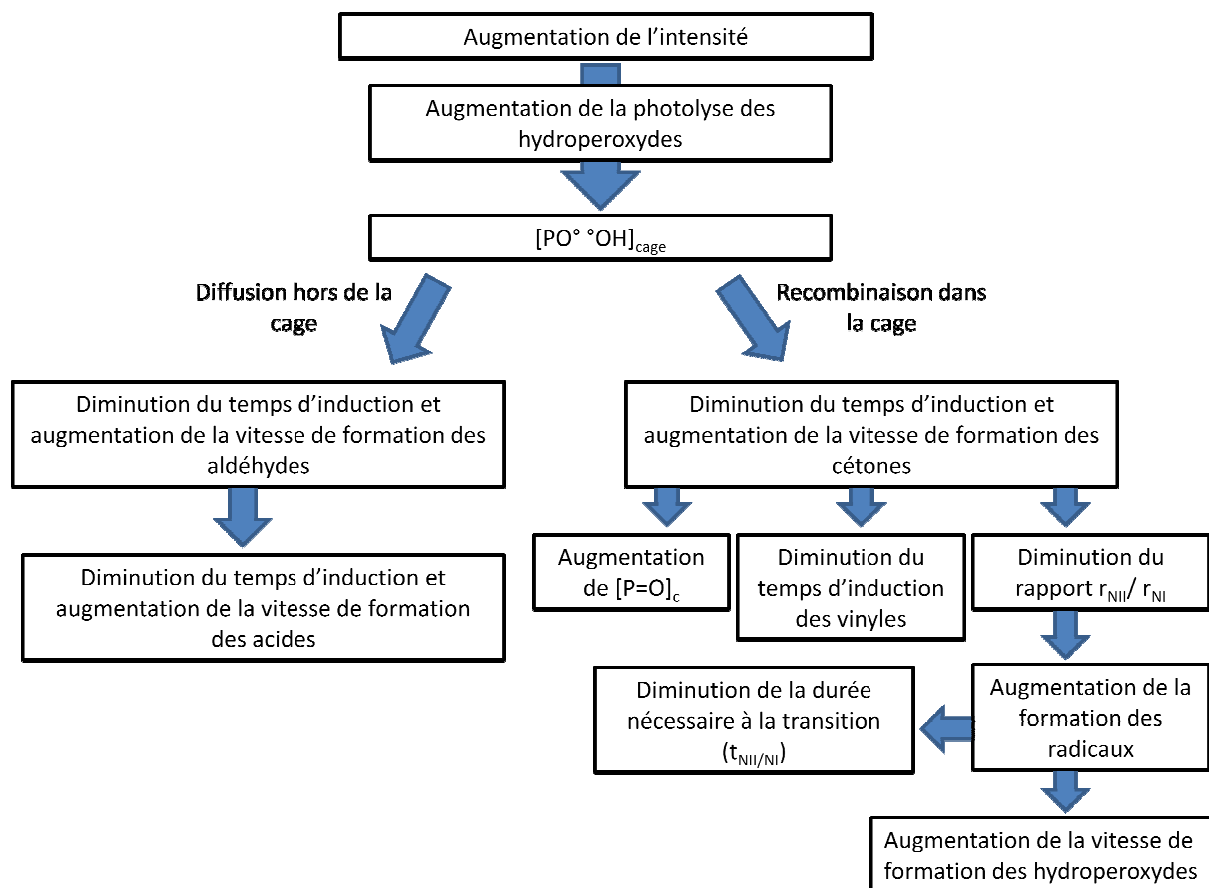 Augmentation de l’intensité
Augmentation de la photolyse des
hydroperoxydes
[PO° °OH]cage
Diffusion hors de la
cage
Recombinaison dans
la cage
Diminution du temps d’induction et
augmentation de la vitesse de formation des
aldéhydes
Diminution du temps d’induction et
augmentation de la vitesse de formation des
cétones
Diminution du temps d’induction et
augmentation de la vitesse de formation
des acides
Augmentation
de [P=O]c
Diminution du
temps d’induction
des vinyles
Diminution du
rapport rNII/ rNI
Diminution de la durée
nécessaire à la transition
(tNII/NI)
Augmentation de la
formation des
radicaux
Augmentation de la vitesse de
formation des hydroperoxydes